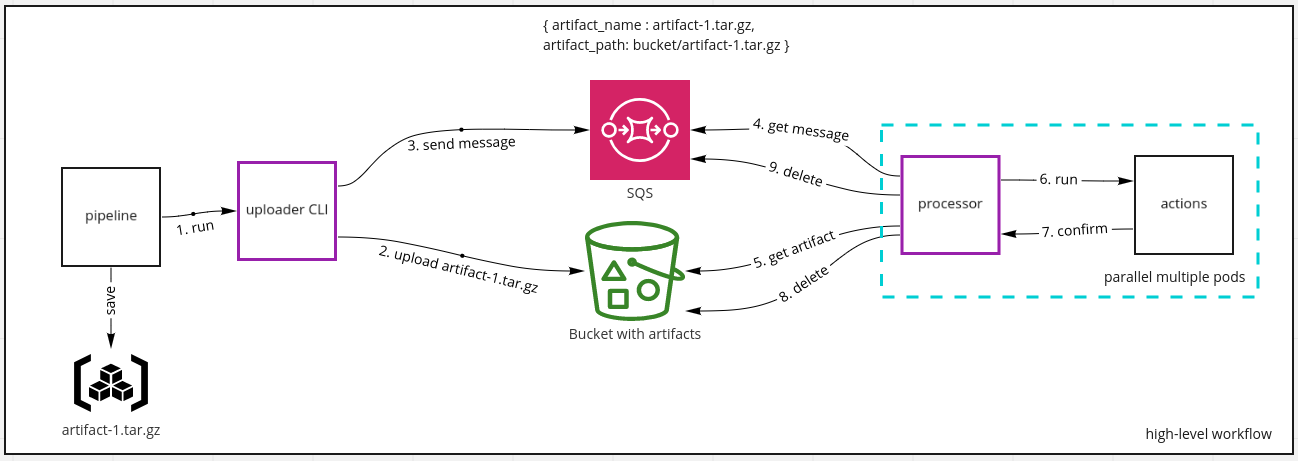 { artifact_name : artifact-1.tar.gz,
artifact_path: bucket/artifact-1.tar.gz }
pipeline
1. run
save
artifact-1.tar.gz
uploader CLI
3. send message
2. upload artifact-1.tar.gz
SQS
Bucket with artifacts
4. get message
9. delete
5. get artifact
8. delete
processor
6. run
7. confirm
actions
parallel multiple pods
high-level workflow